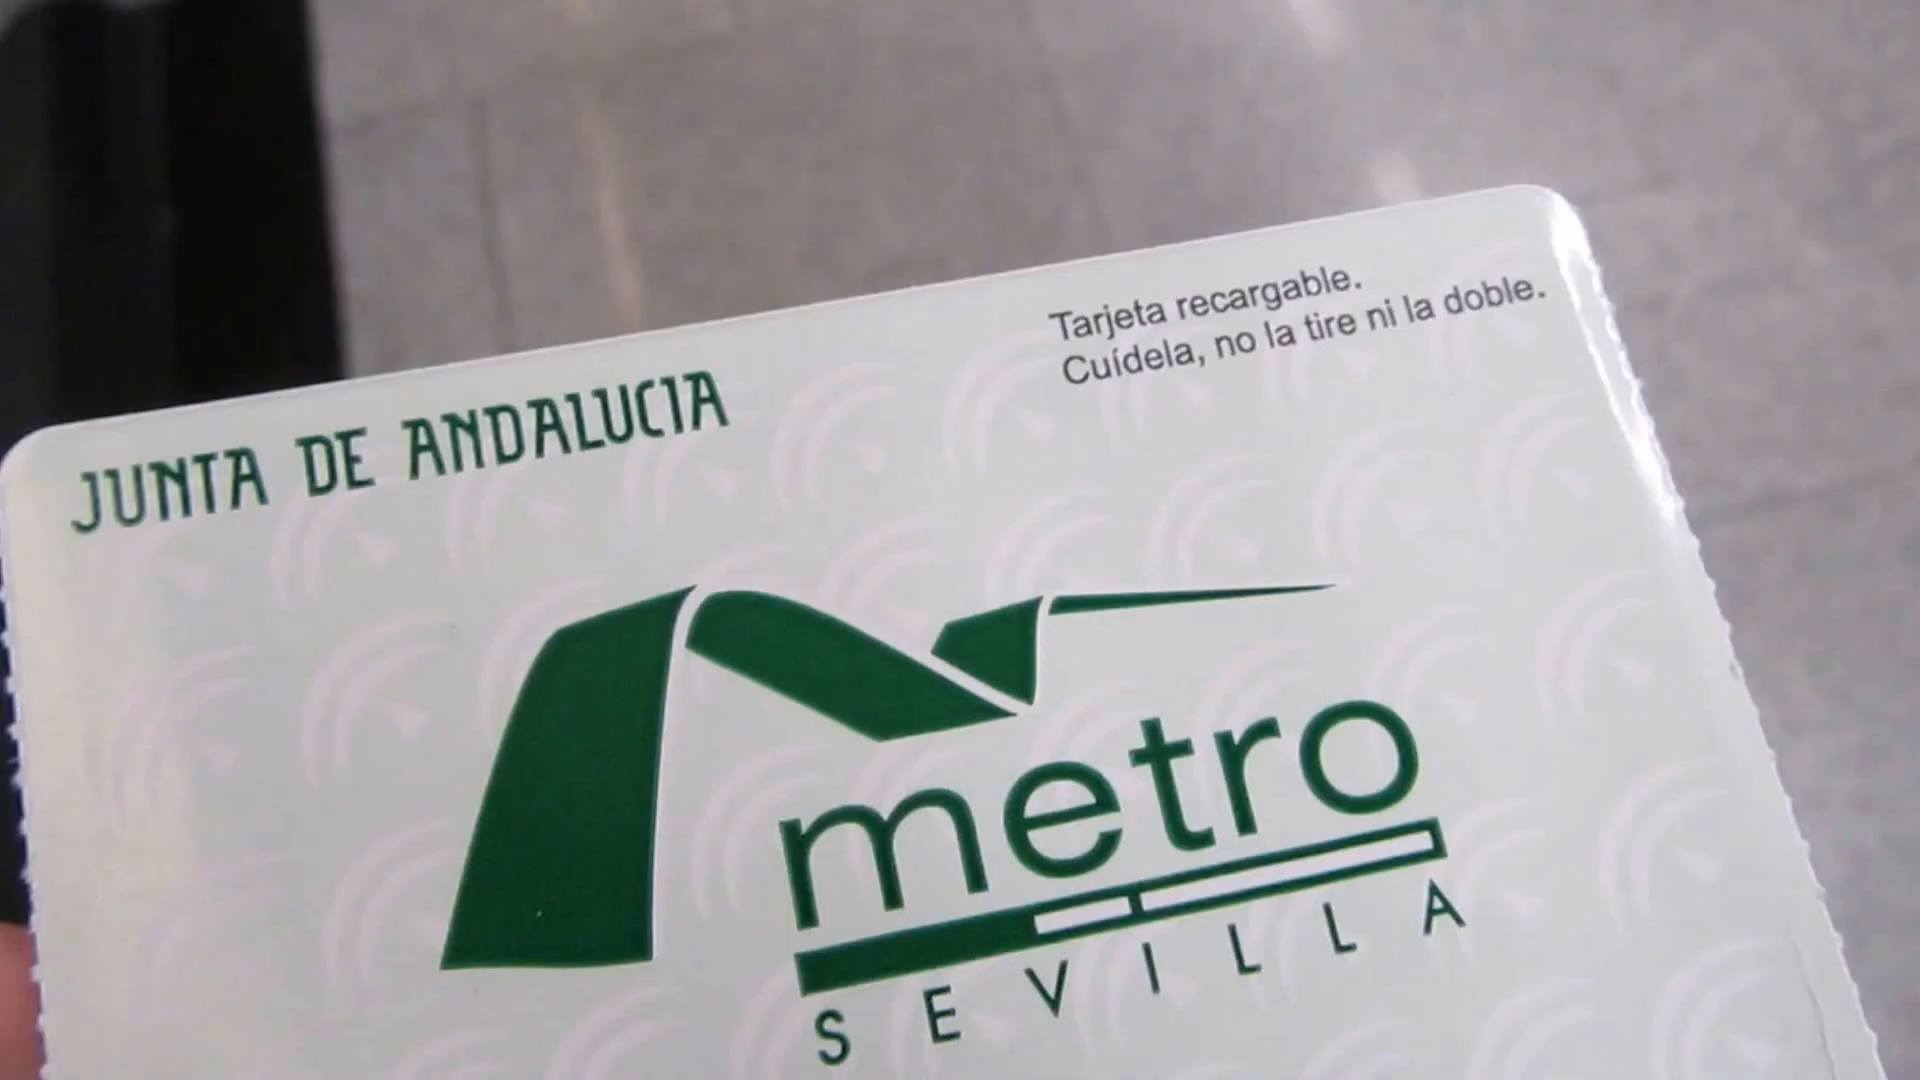 Tarjeta recargable.
Cuídela, no la tire ni la doble.
JUNTA DE ANDALUCIA
metro
SEVILLA